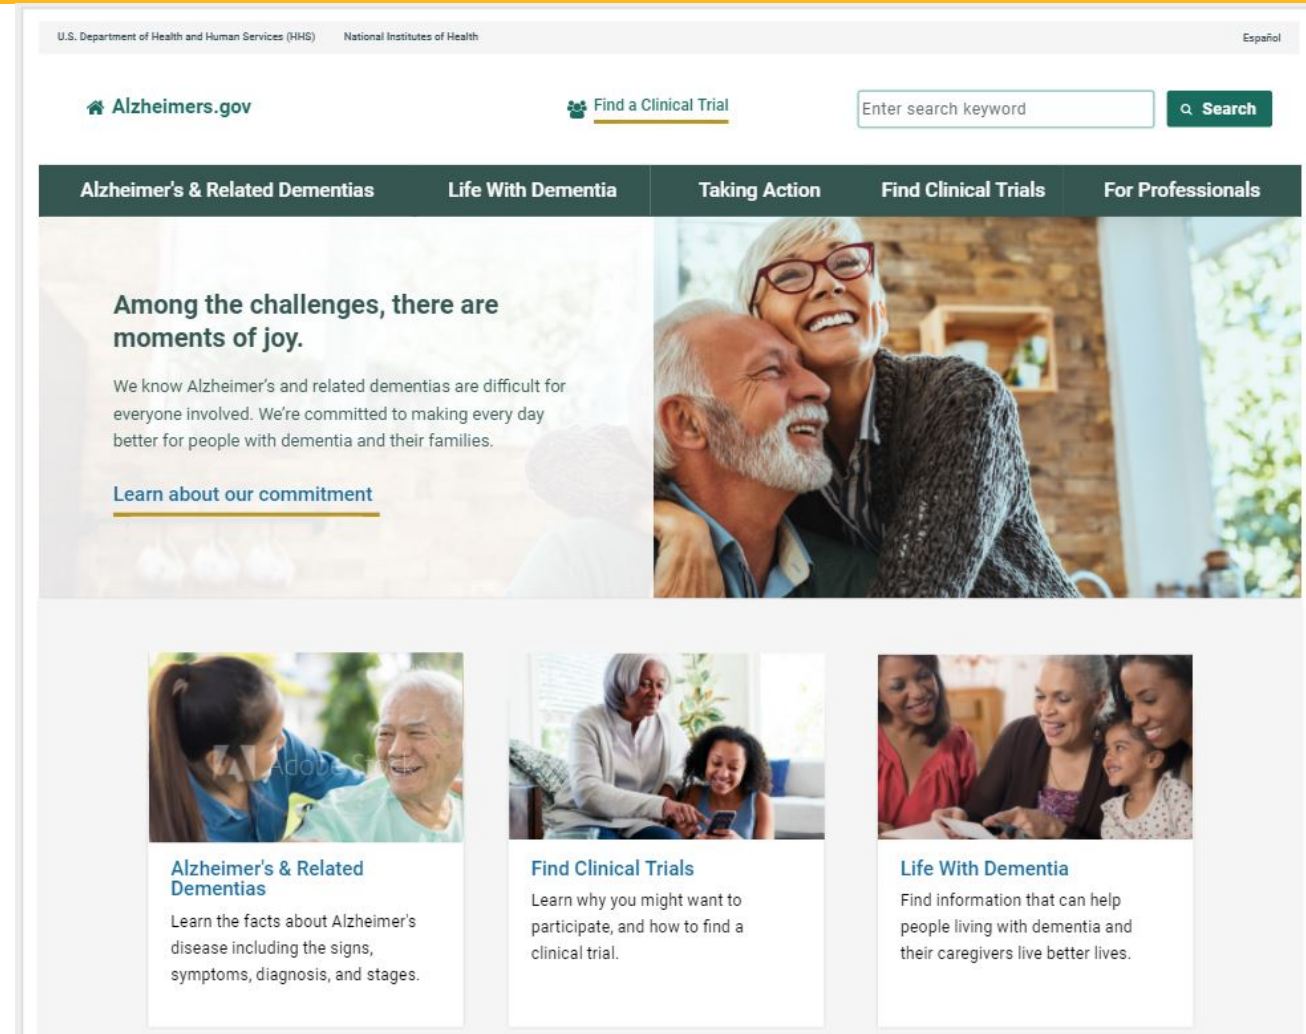 U.S. Department of Health and Human Services (HHS) National Institutes of Health Español
Alzheimers.gov Find a Clinical Trial Enter search keyword Search
Alzheimer's & Related Dementias Life With Dementia Taking Action Find Clinical Trials For Professionals
Among the challenges, there are
moments of joy.
We know Alzheimer's and related dementias are difficult for
everyone involved. We're committed to making every day
better for people with dementia and their families.
Learn about our commitment
Adobe Stock
Alzheimer's & Related
Dementias
Learn the facts about Alzheimer's
disease including the signs,
symptoms, diagnosis, and stages.
Find Clinical Trials
Learn why you might want to
participate, and how to find a
clinical trial.
Life With Dementia
Find information that can help
people living with dementia and
their caregivers live better lives.